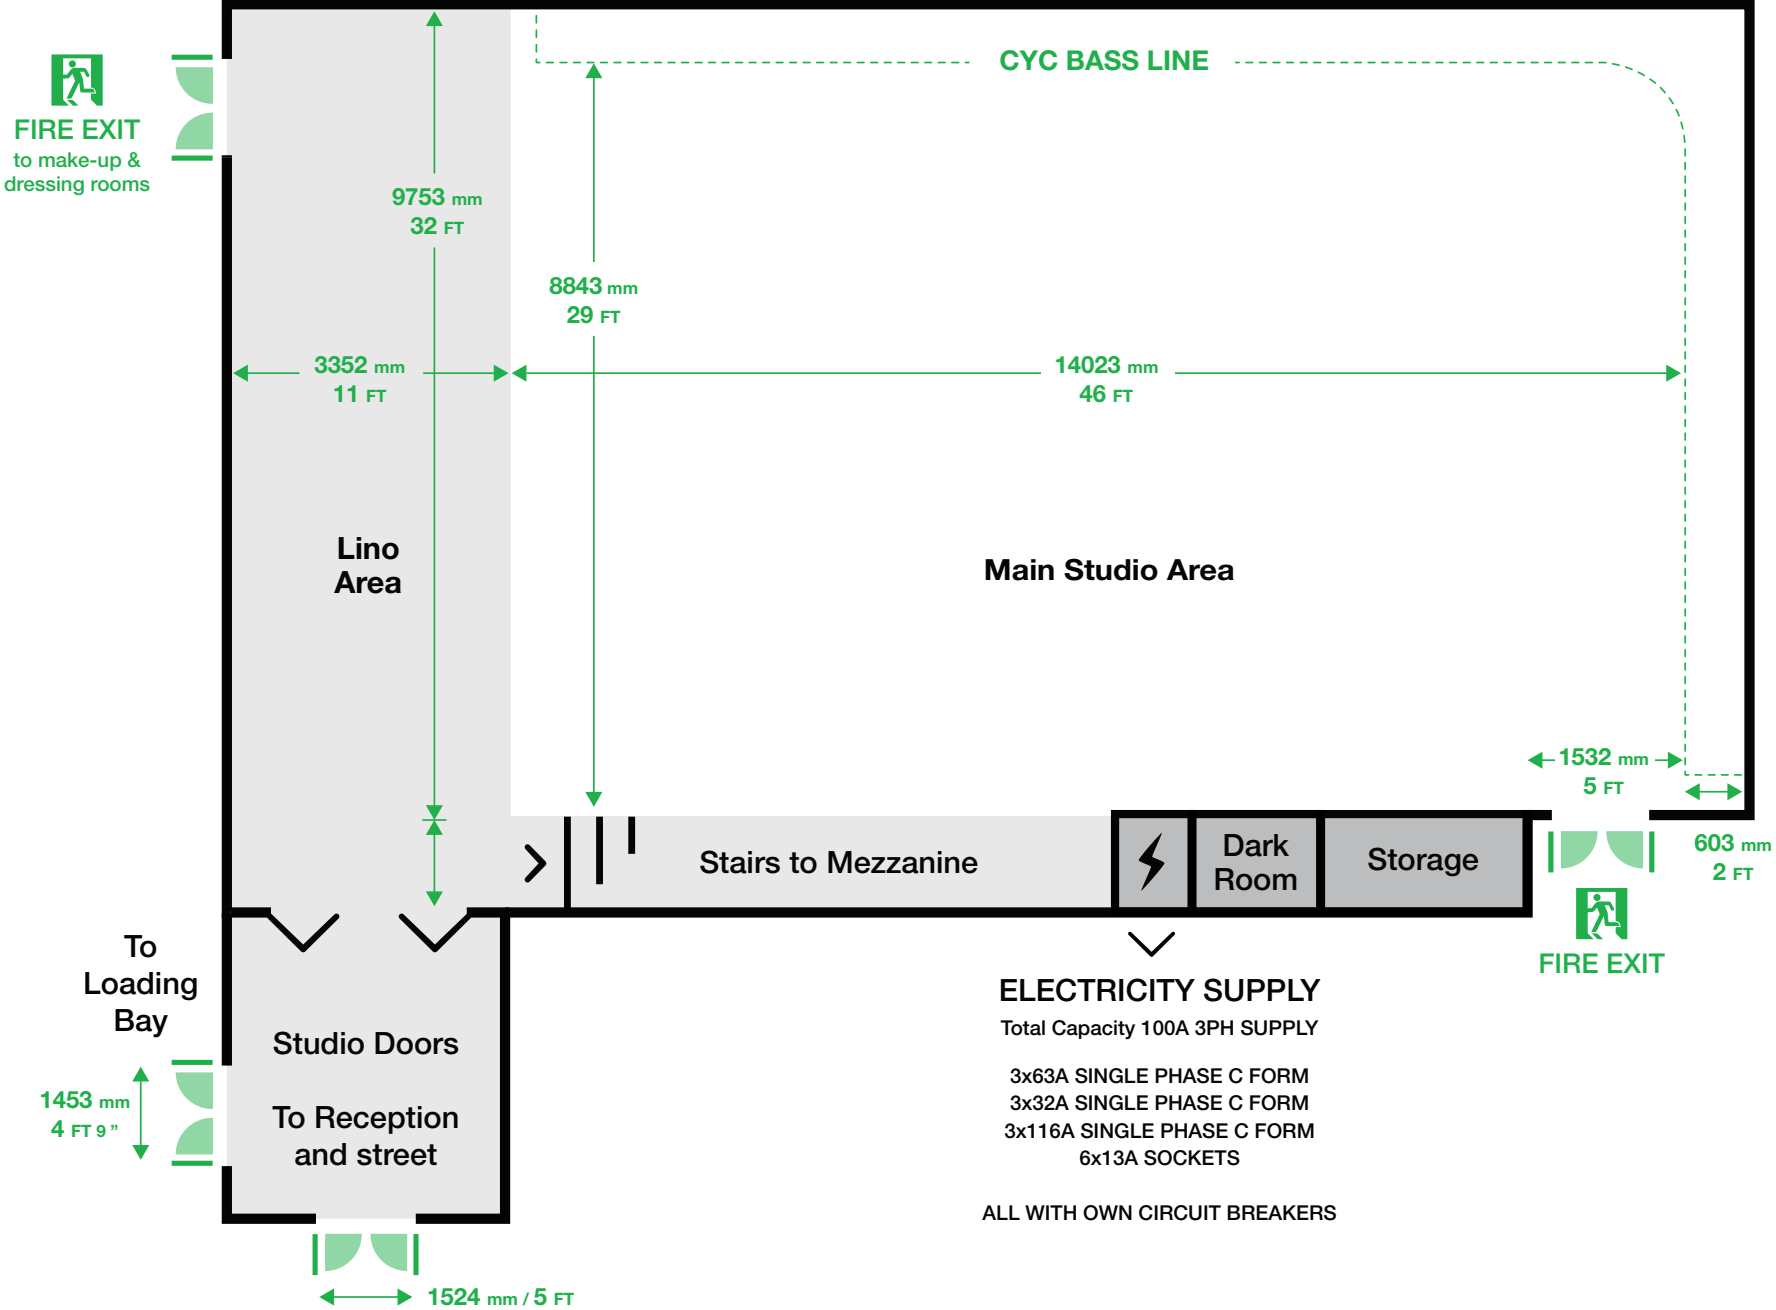 CYC BASS LINE
FIRE EXIT
to make-up &
dressing rooms
9753 mm
32 FT
8843 mm
29 FT
3352 mm
11 FT
14023 mm
46 FT
Lino
Area
Main Studio Area
1532 mm
5 FT
603 mm
2 FT
Stairs to Mezzanine
Dark
Room
Storage
FIRE EXIT
To
Loading
Bay
1453 mm
4 FT 9 ”
Studio Doors
To Reception
and street
1524 mm / 5 FT
ELECTRICITY SUPPLY
Total Capacity 100A 3PH SUPPLY
3x63A SINGLE PHASE C FORM
3x32A SINGLE PHASE C FORM
3x116A SINGLE PHASE C FORM
6x13A SOCKETS
ALL WITH OWN CIRCUIT BREAKERS